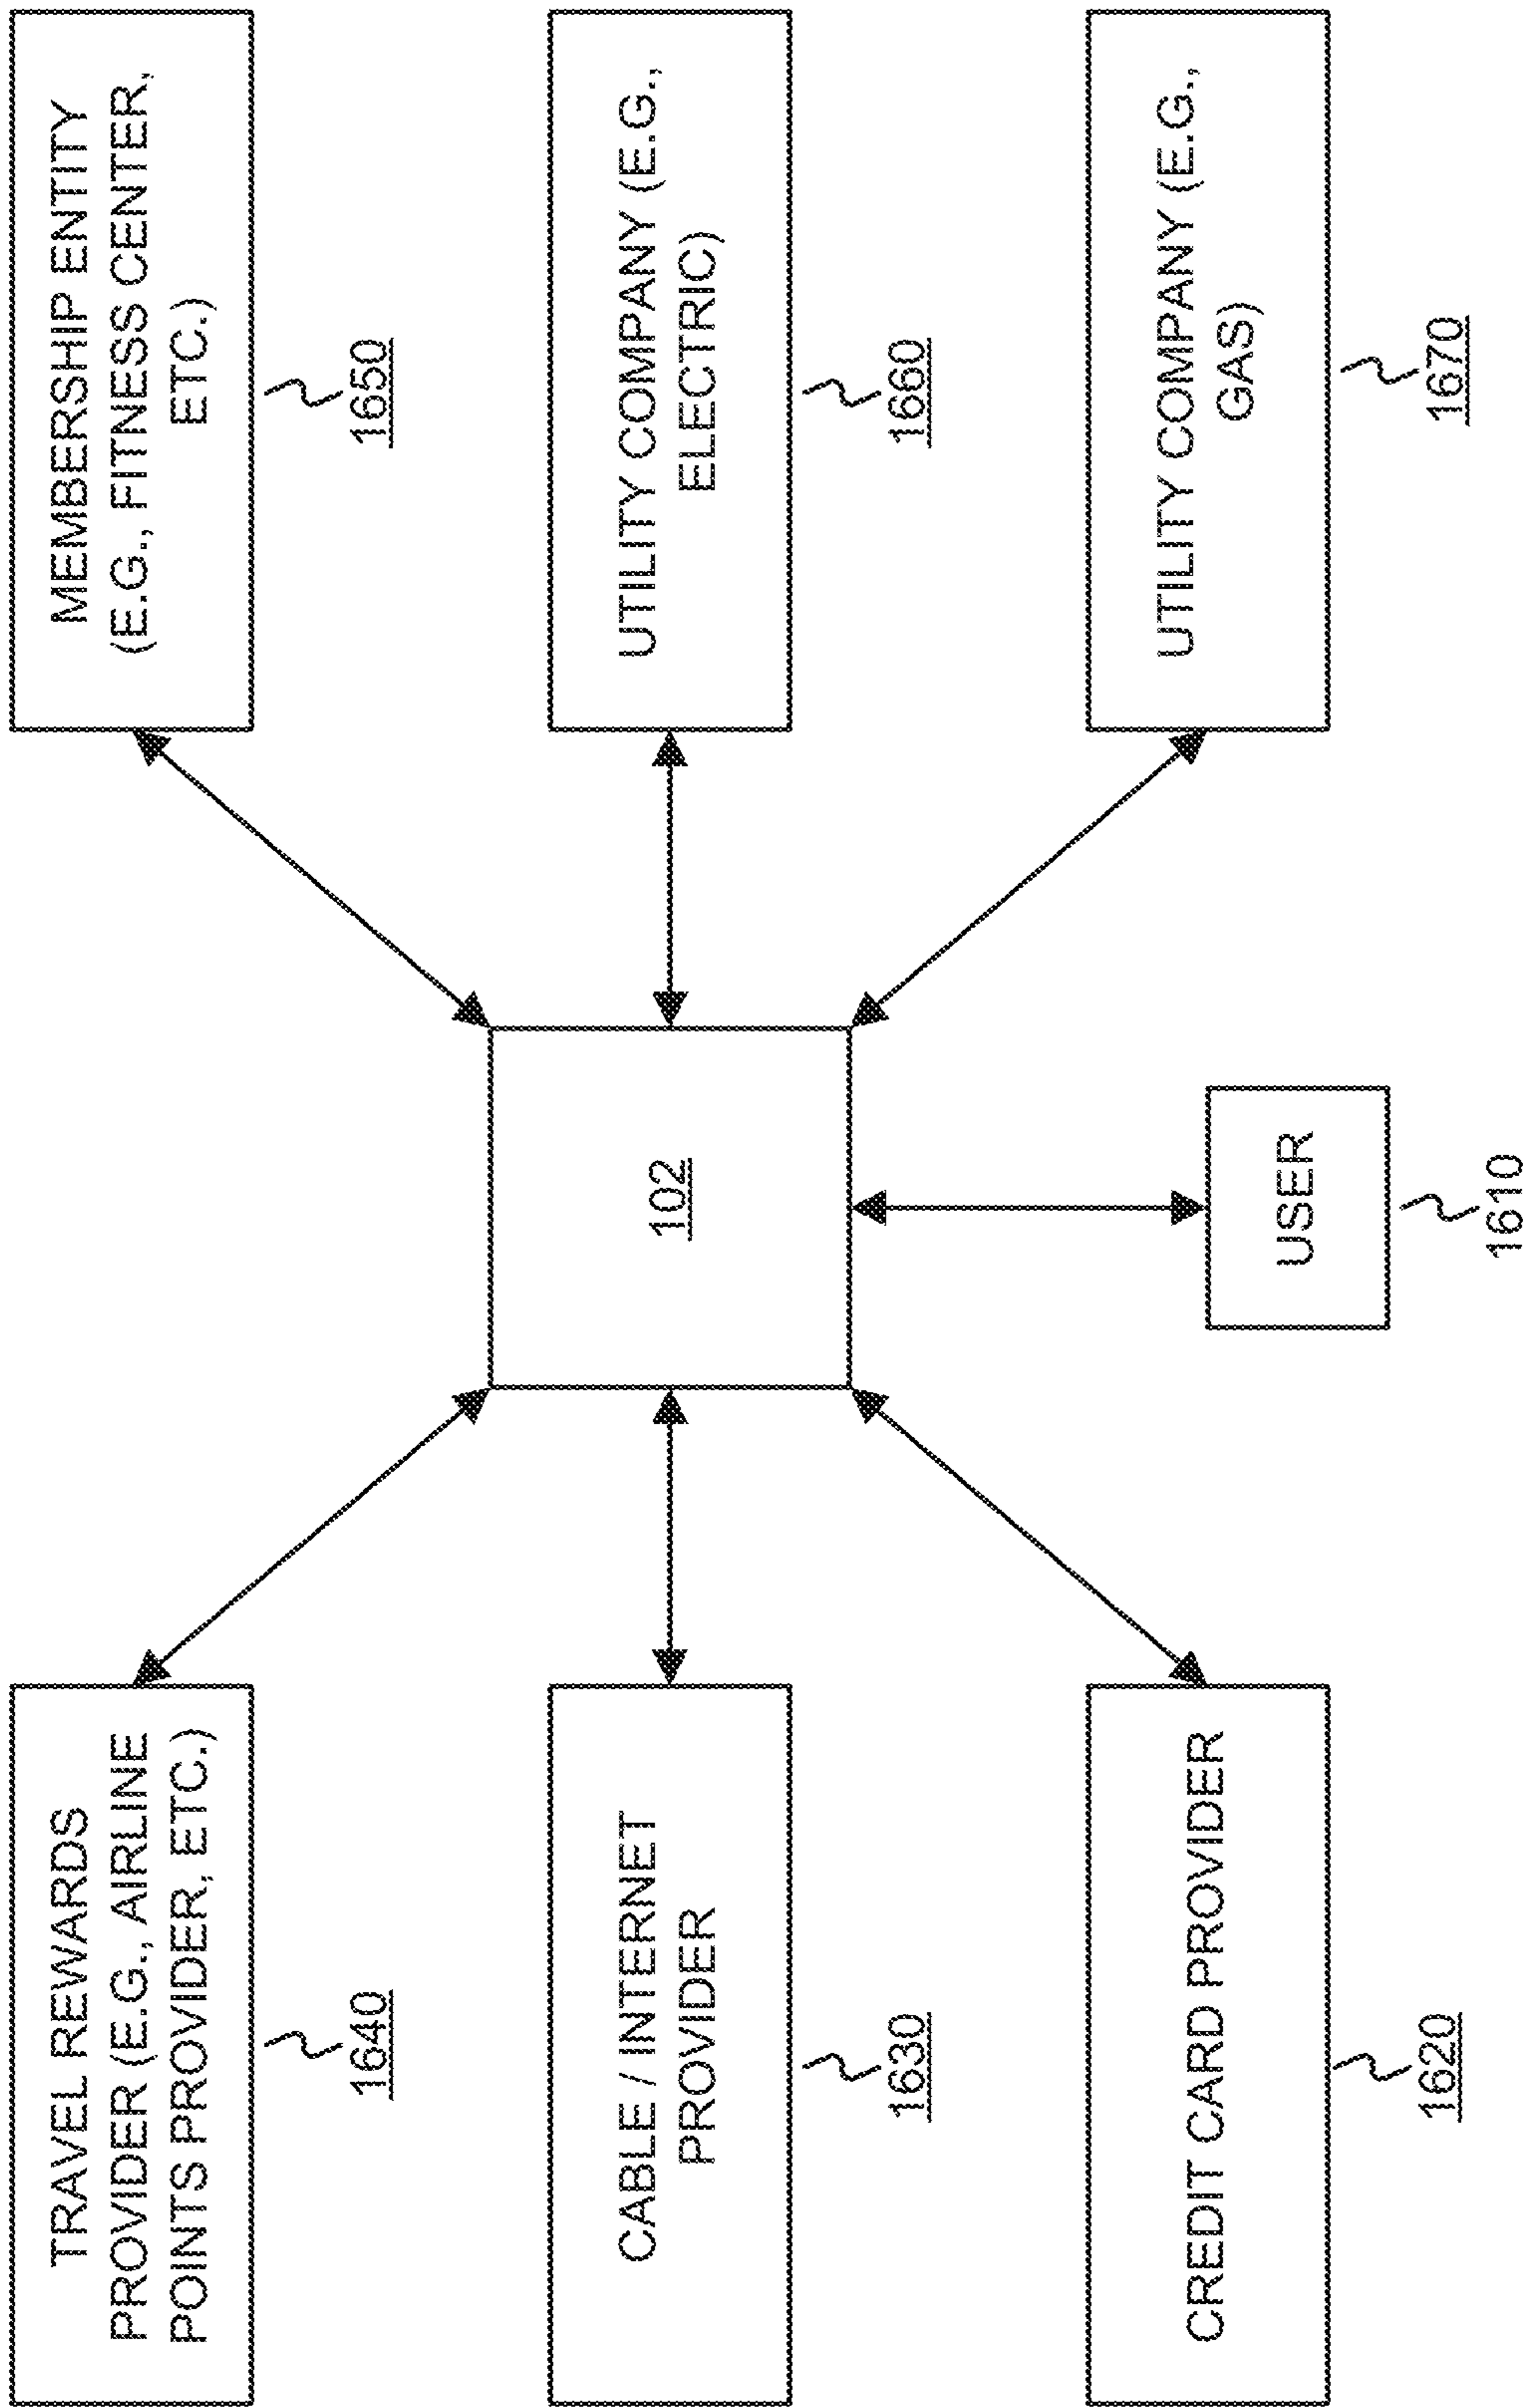 TRAVEL REWARDS
PROVIDER (E.G., AIRLINE
POINTS PROVIDER, ETC.)
1640
CABLE / INTERNET
PROVIDER
1630
CREDIT CARD PROVIDER
1620
102
USER
1610
MEMBERSHIP ENTITY
(E.G., FITNESS CENTER,
ETC.)
1650
UTILITY COMPANY (E.G.,
ELECTRIC)
1660
UTILITY COMPANY (E.G.,
GAS)
1670